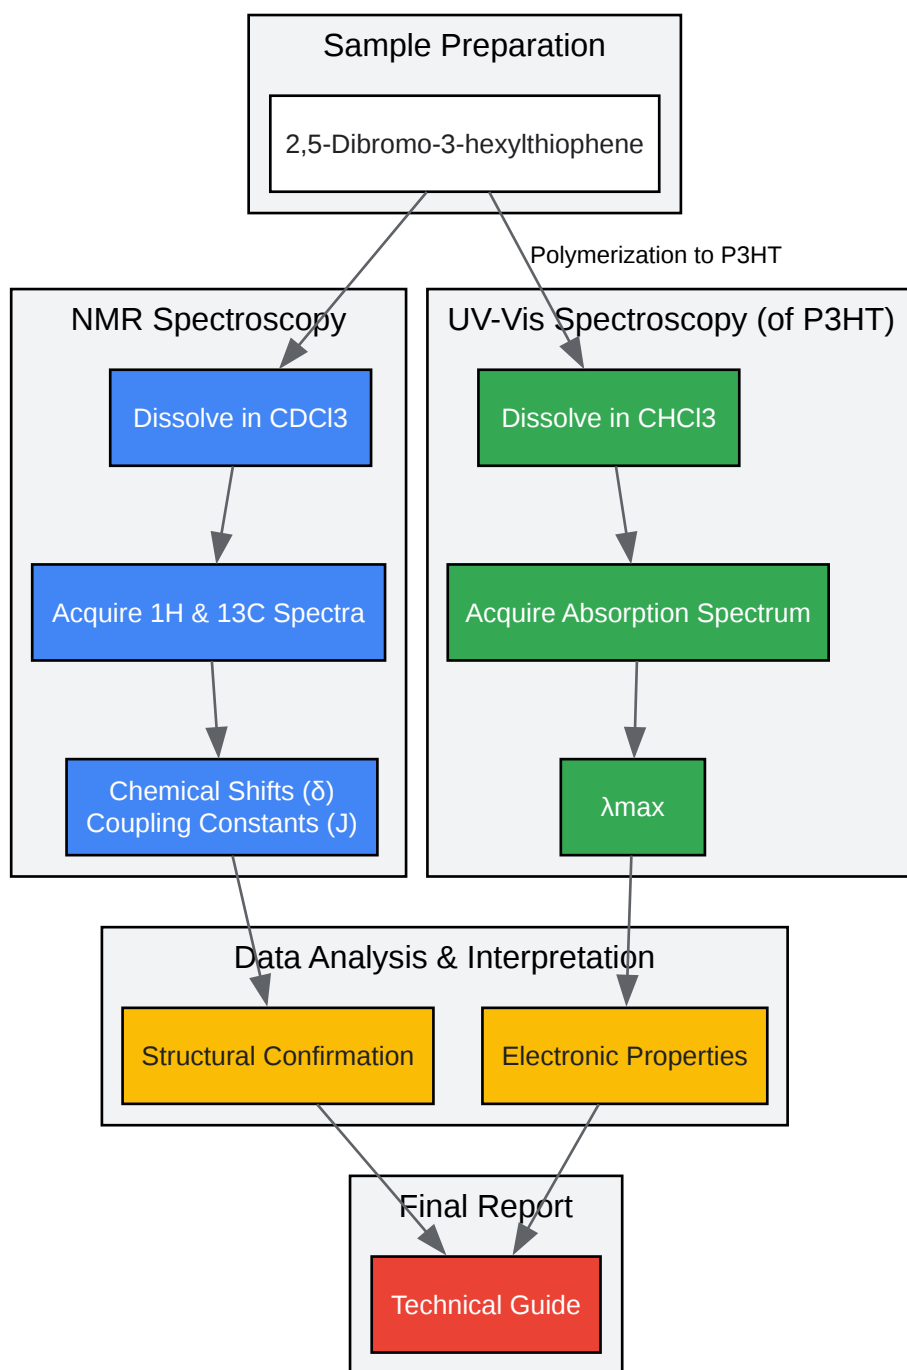 Sample Preparation
2,5-Dibromo-3-hexylthiophene
Polymerization to P3HT
NMR Spectroscopy
UV-Vis Spectroscopy (of P3HT)
Dissolve in CDCl3
Dissolve in CHCl3
Acquire 1H & 13C Spectra
Acquire Absorption Spectrum
Chemical Shifts (δ)
Coupling Constants (J)
λmax
Data Analysis & Interpretation
Structural Confirmation
Electronic Properties
Final Report
Technical Guide